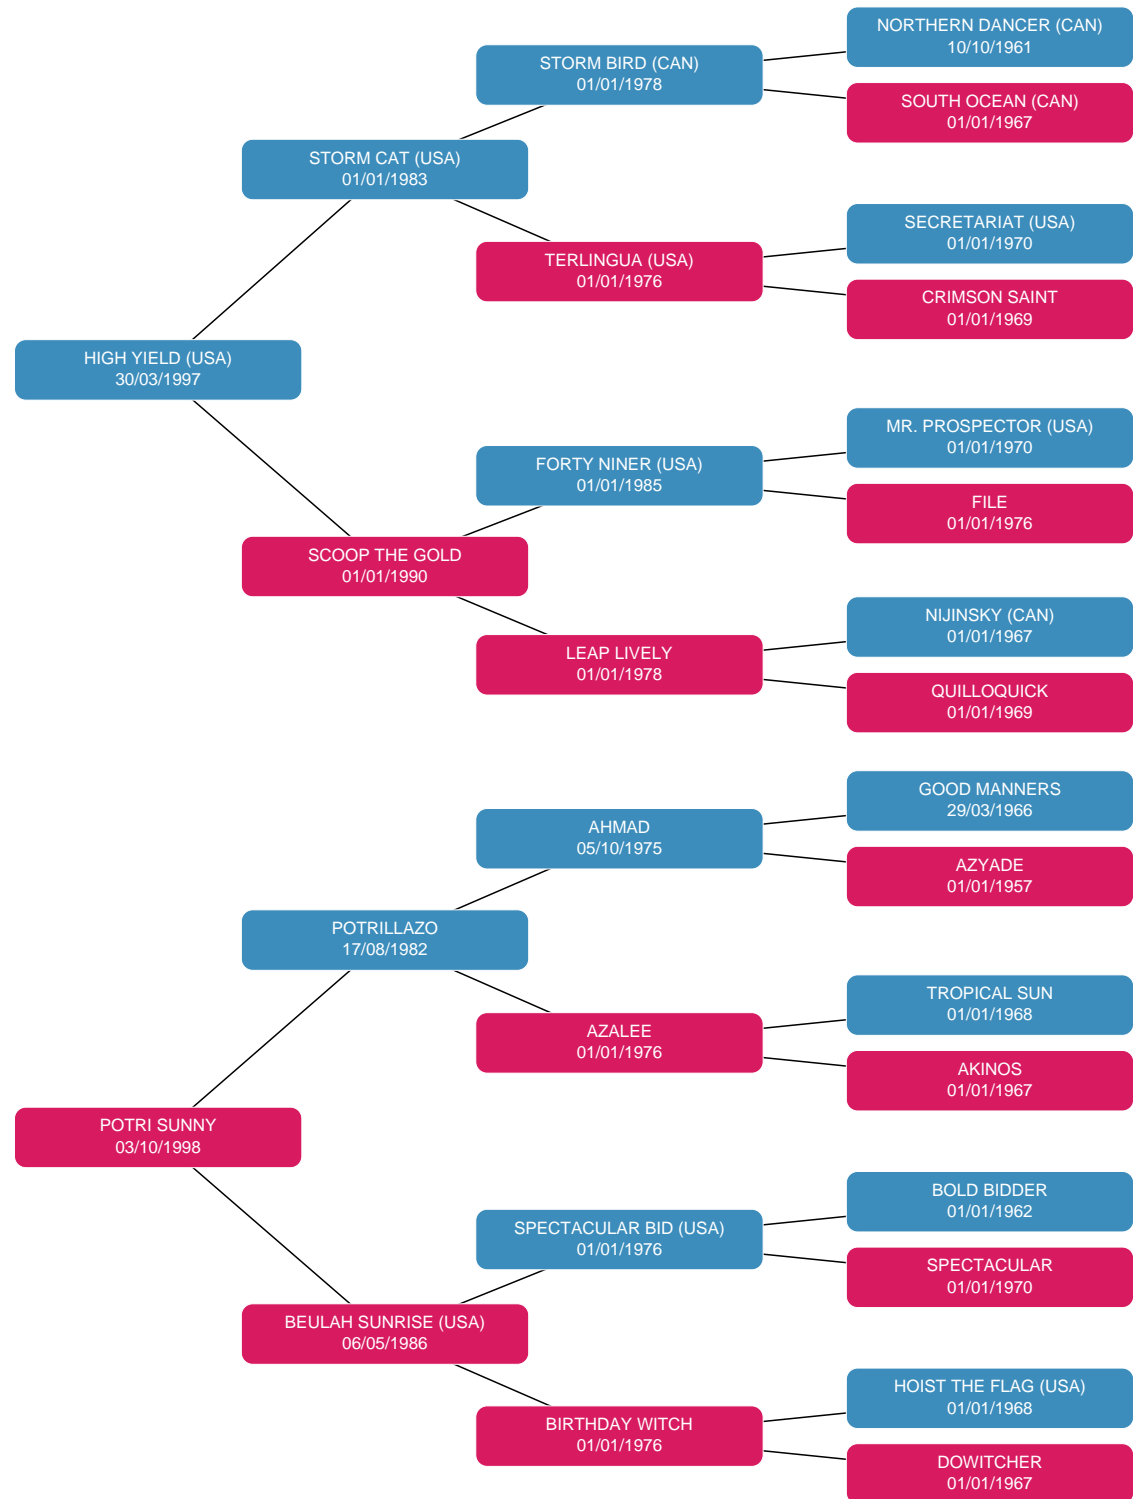 NORTHERN DANCER (CAN)
10/10/1961
STORM BIRD (CAN)
01/01/1978
SOUTH OCEAN (CAN)
01/01/1967
STORM CAT (USA)
01/01/1983
SECRETARIAT (USA)
01/01/1970
TERLINGUA (USA)
01/01/1976
CRIMSON SAINT
01/01/1969
HIGH YIELD (USA)
30/03/1997
MR. PROSPECTOR (USA)
01/01/1970
FORTY NINER (USA)
01/01/1985
FILE
01/01/1976
SCOOP THE GOLD
01/01/1990
NIJINSKY (CAN)
01/01/1967
LEAP LIVELY
01/01/1978
QUILLOQUICK
01/01/1969
GOOD MANNERS
29/03/1966
AHMAD
05/10/1975
AZYADE
01/01/1957
POTRILLAZO
17/08/1982
TROPICAL SUN
01/01/1968
AZALEE
01/01/1976
AKINOS
01/01/1967
POTRI SUNNY
03/10/1998
BOLD BIDDER
01/01/1962
SPECTACULAR BID (USA)
01/01/1976
SPECTACULAR
01/01/1970
BEULAH SUNRISE (USA)
06/05/1986
HOIST THE FLAG (USA)
01/01/1968
BIRTHDAY WITCH
01/01/1976
DOWITCHER
01/01/1967